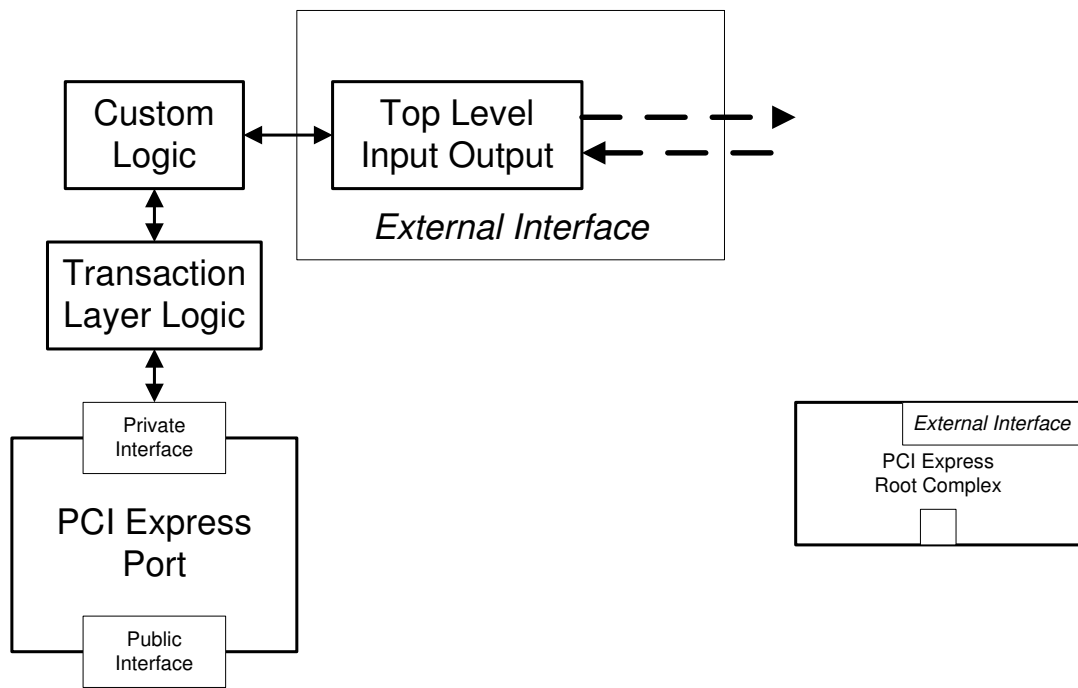 Custom
Logic
Top Level
Input Output
External Interface
Transaction
Layer Logic
Private
Interface
PCI Express
Port
Public
Interface
External Interface
PCI Express
Root Complex